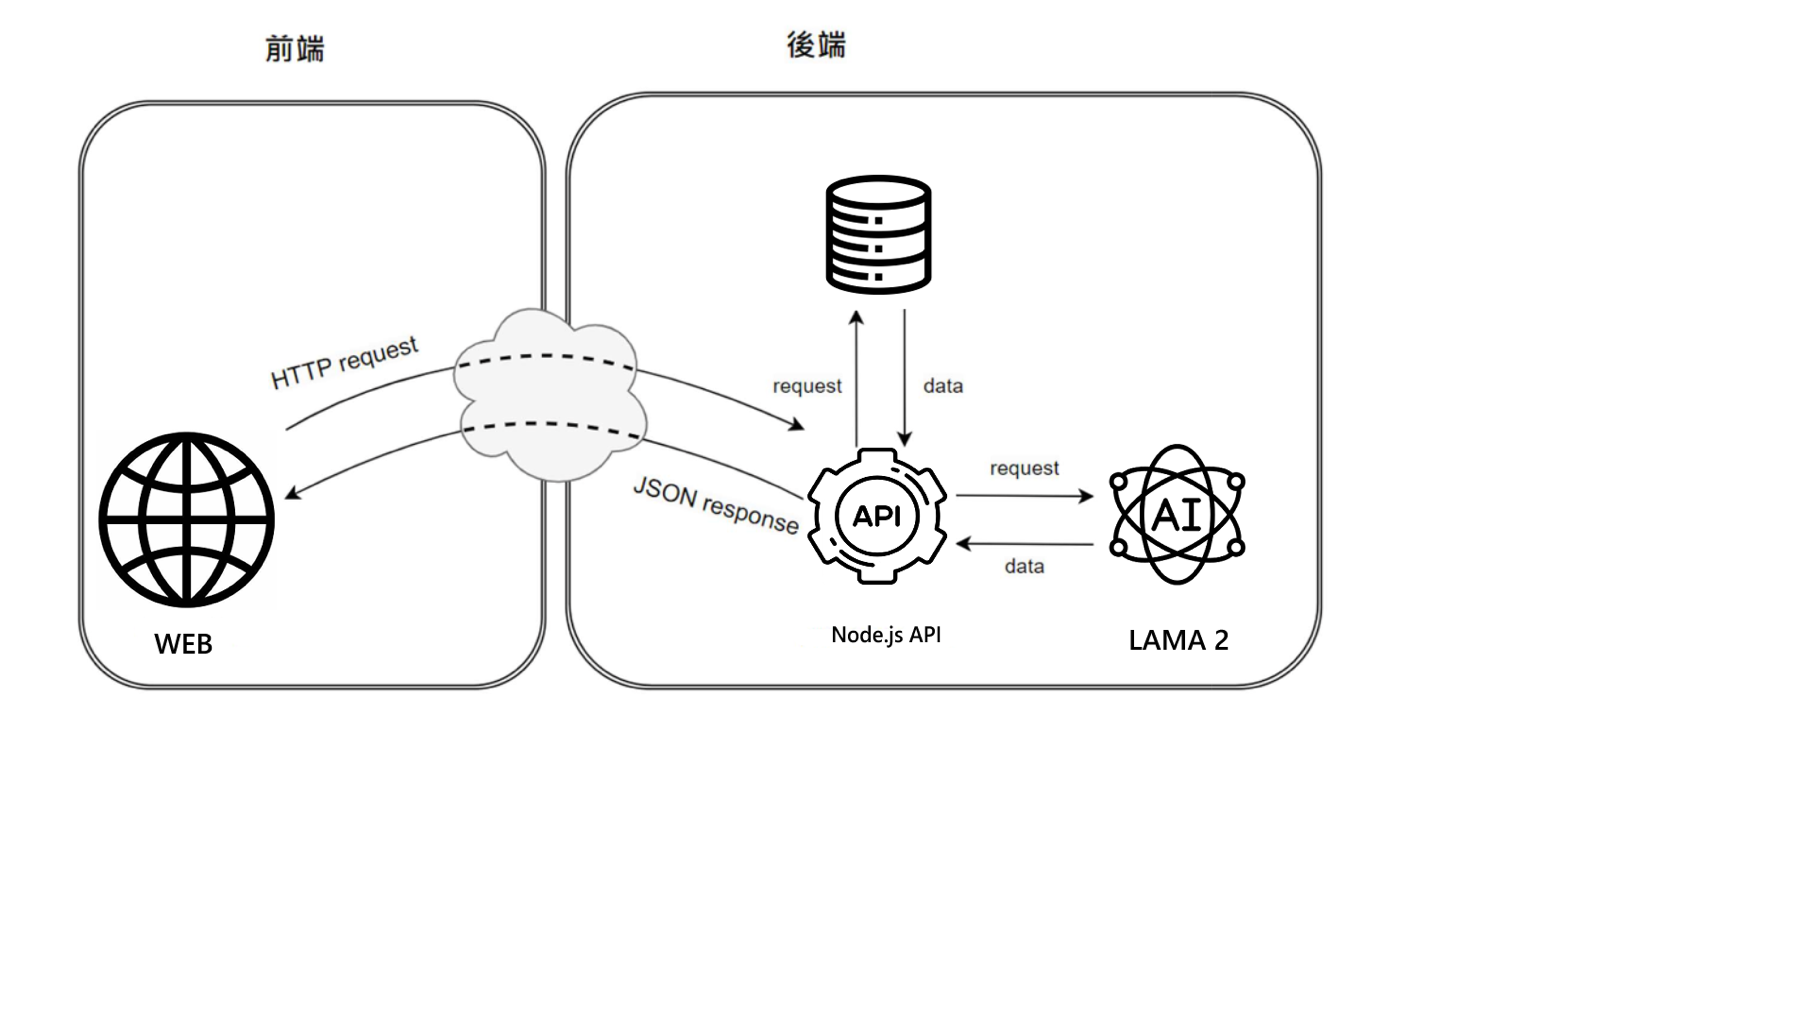 前端
後端
HTTP request
JSON response
request
data
request
data
API
AI
WEB
Node.js API
LAMA 2